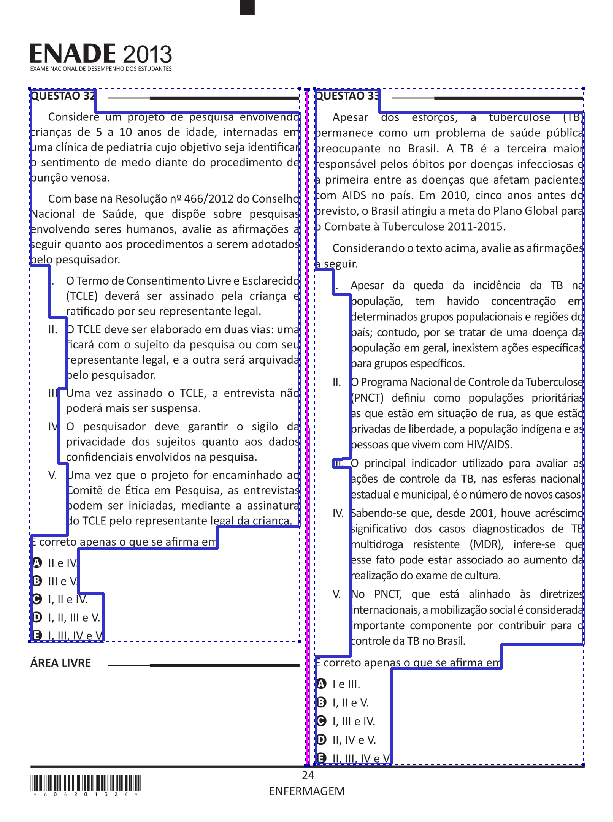 ENADE 2013
EXAME NACIONAL DE DESEMPENHO DOS ESTUDANTES
QUESTÃO 32
Considere um projeto de pesquisa envolvendo
crianças de 5 a 10 anos de idade, internadas em
uma clínica de pediatria cujo objetivo seja identificar
o sentimento de medo diante do procedimento de
punção venosa.
Com base na Resolução nº 466/2012 do Conselho
Nacional de Saúde, que dispõe sobre pesquisas
envolvendo seres humanos, avalie as afirmações a
seguir quanto aos procedimentos a serem adotados
pelo pesquisador.
I. O Termo de Consentimento Livre e Esclarecido
(TCLE) deverá ser assinado pela criança e
ratificado por seu representante legal.
II. O TCLE deve ser elaborado em duas vias: uma
ficará com o sujeito da pesquisa ou com seu
representante legal, e a outra será arquivada
pelo pesquisador.
III. Uma vez assinado o TCLE, a entrevista não
poderá mais ser suspensa.
IV. O pesquisador deve garantir o sigilo da
privacidade dos sujeitos quanto aos dados
confidenciais envolvidos na pesquisa.
V. Uma vez que o projeto for encaminhado ao
Comitê de Ética em Pesquisa, as entrevistas
podem ser iniciadas, mediante a assinatura
do TCLE pelo representante legal da criança.
É correto apenas o que se afirma em
A II e IV.
B III e V.
C I, II e IV.
D I, II, III e V.
E I, III, IV e V.
ÁREA LIVRE
QUESTÃO 33
Apesar dos esforços, a tuberculose (TB)
permanece como um problema de saúde pública
preocupante no Brasil. A TB é a terceira maior
responsável pelos óbitos por doenças infecciosas e
a primeira entre as doenças que afetam pacientes
com AIDS no país. Em 2010, cinco anos antes do
previsto, o Brasil atingiu a meta do Plano Global para
o Combate à Tuberculose 2011-2015.
Considerando o texto acima, avalie as afirmações
a seguir.
I. Apesar da queda da incidência da TB na
população, tem havido concentração em
determinados grupos populacionais e regiões do
país; contudo, por se tratar de uma doença da
população em geral, inexistem ações específicas
para grupos específicos.
II. O Programa Nacional de Controle da Tuberculose
(PNCT) definiu como populações prioritárias
as que estão em situação de rua, as que estão
privadas de liberdade, a população indígena e as
pessoas que vivem com HIV/AIDS.
III. O principal indicador utilizado para avaliar as
ações de controle da TB, nas esferas nacional,
estadual e municipal, é o número de novos casos.
IV. Sabendo-se que, desde 2001, houve acréscimo
significativo dos casos diagnosticados de TB
multidroga resistente (MDR), infere-se que
esse fato pode estar associado ao aumento da
realização do exame de cultura.
V. No PNCT, que está alinhado às diretrizes
internacionais, a mobilização social é considerada
importante componente por contribuir para o
controle da TB no Brasil.
É correto apenas o que se afirma em
A I e III.
B I, II e V.
C I, III e IV.
D II, IV e V.
E II, III, IV e V.
24
ENFERMAGEM